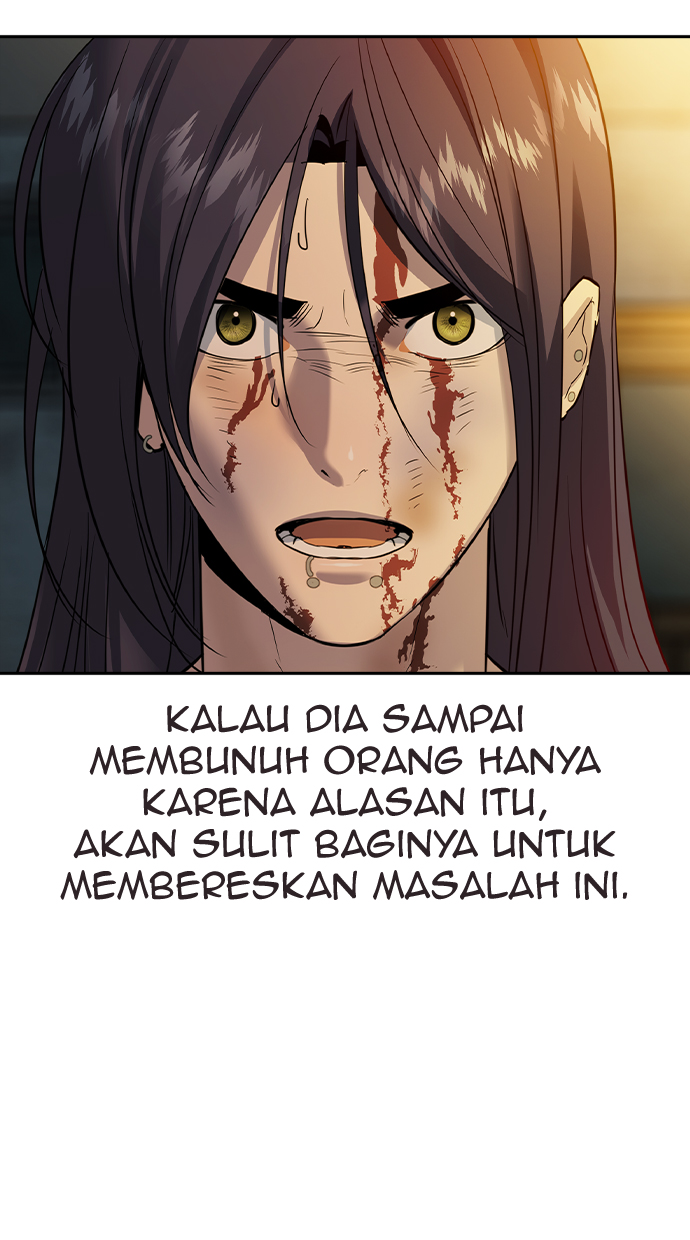 KALAU DIA SAMPAI
MEMBUNUH ORANG HANYA
KARENA ALASAN ITU,
AKAN SULIT BAGINYA UNTUK
MEMBERESKAN MASALAH INI.